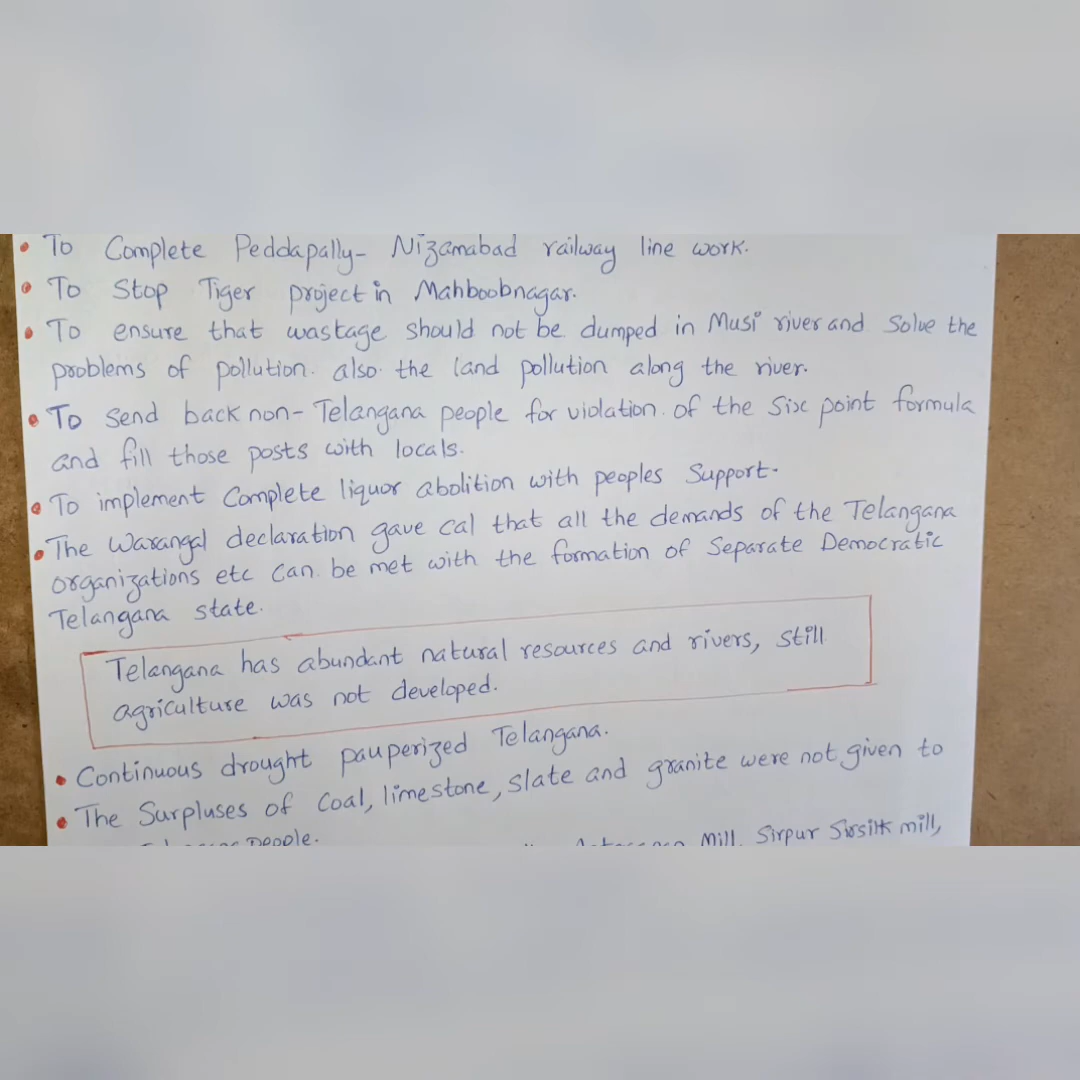 • To Complete Peddapally- Nizamabad railway line work.
• To Stop Tiger project in Mahboobnagar.
• To ensure that wastage should not be dumped in Musi river and Solve the
problems of pollution. also the land pollution along the river.
• To Send back non-Telangana people for violation of the Six point formula
and fill those posts with locals.
• To implement Complete liquor abolition with peoples Support.
• The Warangal declaration gave cal that all the demands of the Telangana
organizations etc can be met with the formation of Separate Democratic
Telangana state.
Telangana has abundant natural resources and rivers, still
agriculture was not developed.
• Continuous drought pauperized Telangana.
• The Surpluses of Coal, limestone, slate and granite were not given to
people. Mill, Sirpur Sirsilk mill,